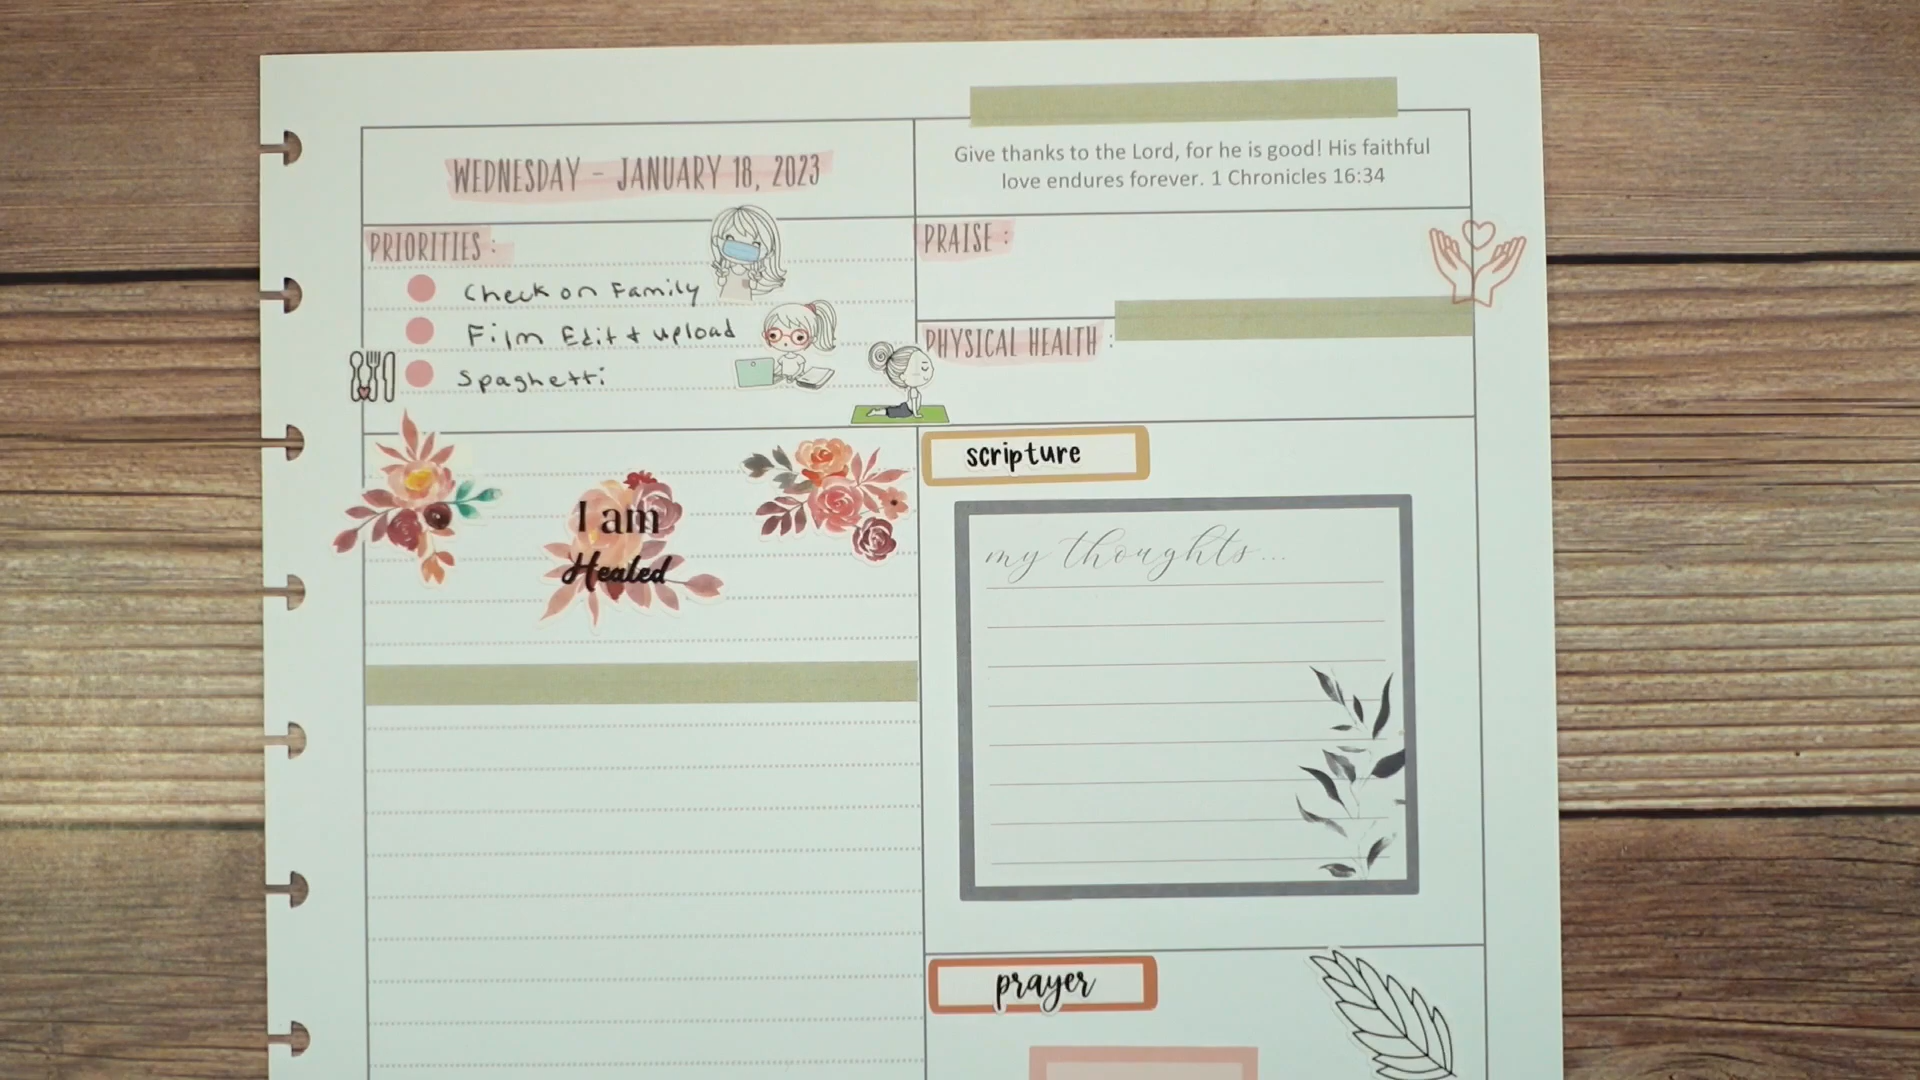 WEDNESDAY - JANUARY 18, 2023
Give thanks to the Lord, for he is good! His faithful
love endures forever. 1 Chronicles 16:34
PRIORITIES :
Check on Family
Film Edit + upload
Spaghetti
PRAISE :
PHYSICAL HEALTH :
I am
Healed
scripture
my thoughts...
prayer